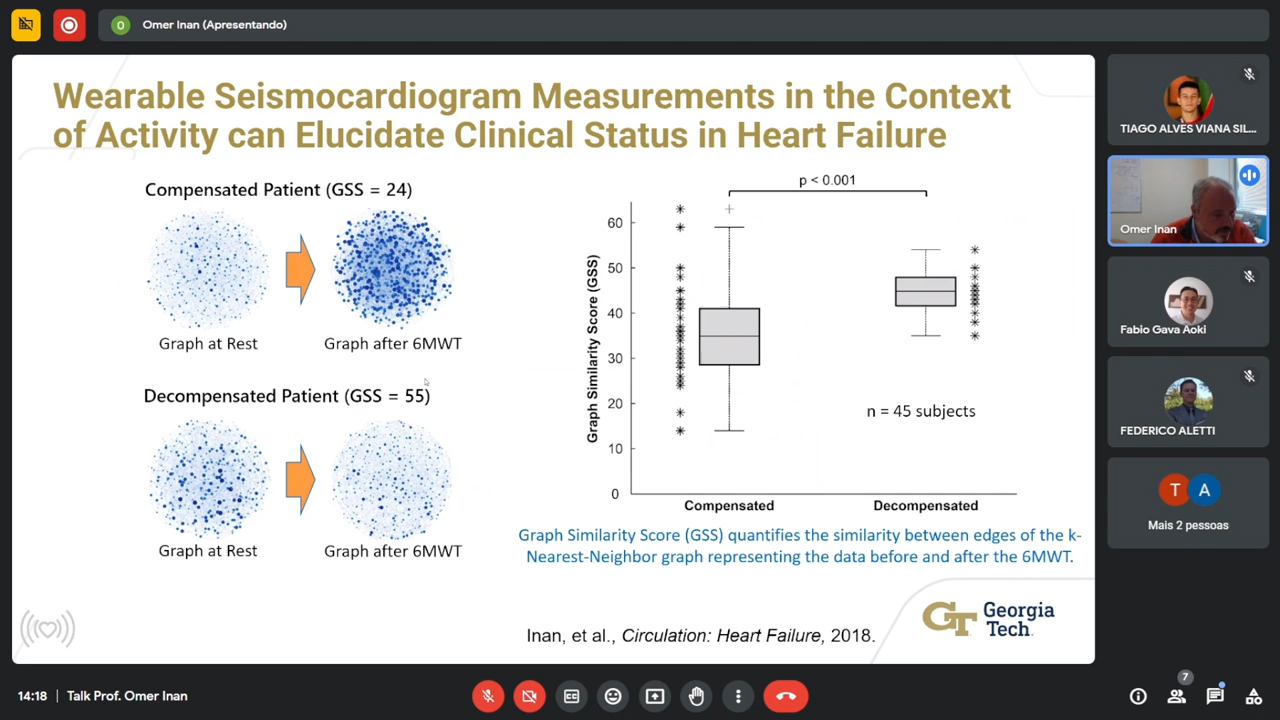 O Omer Inan (Apresentando)
Wearable Seismocardiogram Measurements in the Context
of Activity can Elucidate Clinical Status in Heart Failure
Compensated Patient (GSS = 24)
Graph at Rest
Graph after 6MWT
Decompensated Patient (GSS = 55)
Graph at Rest
Graph after 6MWT
p < 0.001
Graph Similarity Score (GSS)
60
50
40
30
20
10
0
n = 45 subjects
Compensated
Decompensated
Graph Similarity Score (GSS) quantifies the similarity between edges of the k-
Nearest-Neighbor graph representing the data before and after the 6MWT.
Inan, et al., Circulation: Heart Failure, 2018.
GT Georgia
Tech.
TIAGO ALVES VIANA SIL...
Omer Inan
Fabio Gava Aoki
FEDERICO ALETTI
T A
Mais 2 pessoas
14:18 | Talk Prof. Omer Inan
CC
7